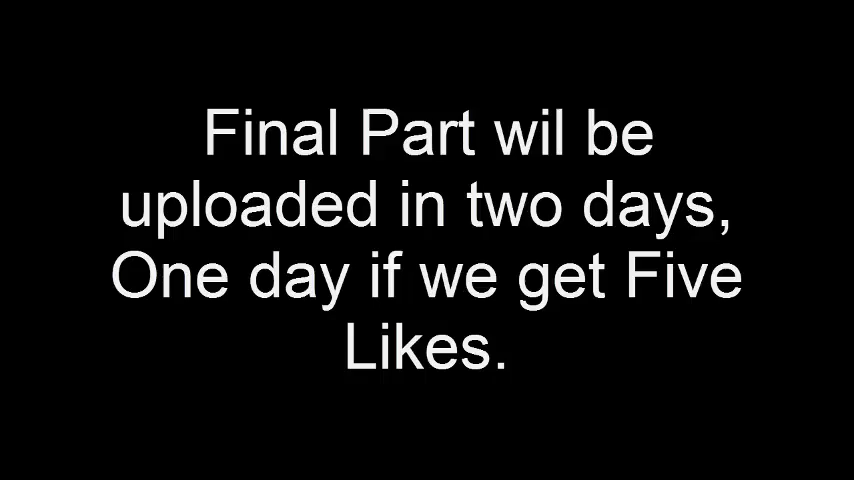 Final Part wil be
uploaded in two days,
One day if we get Five
Likes.